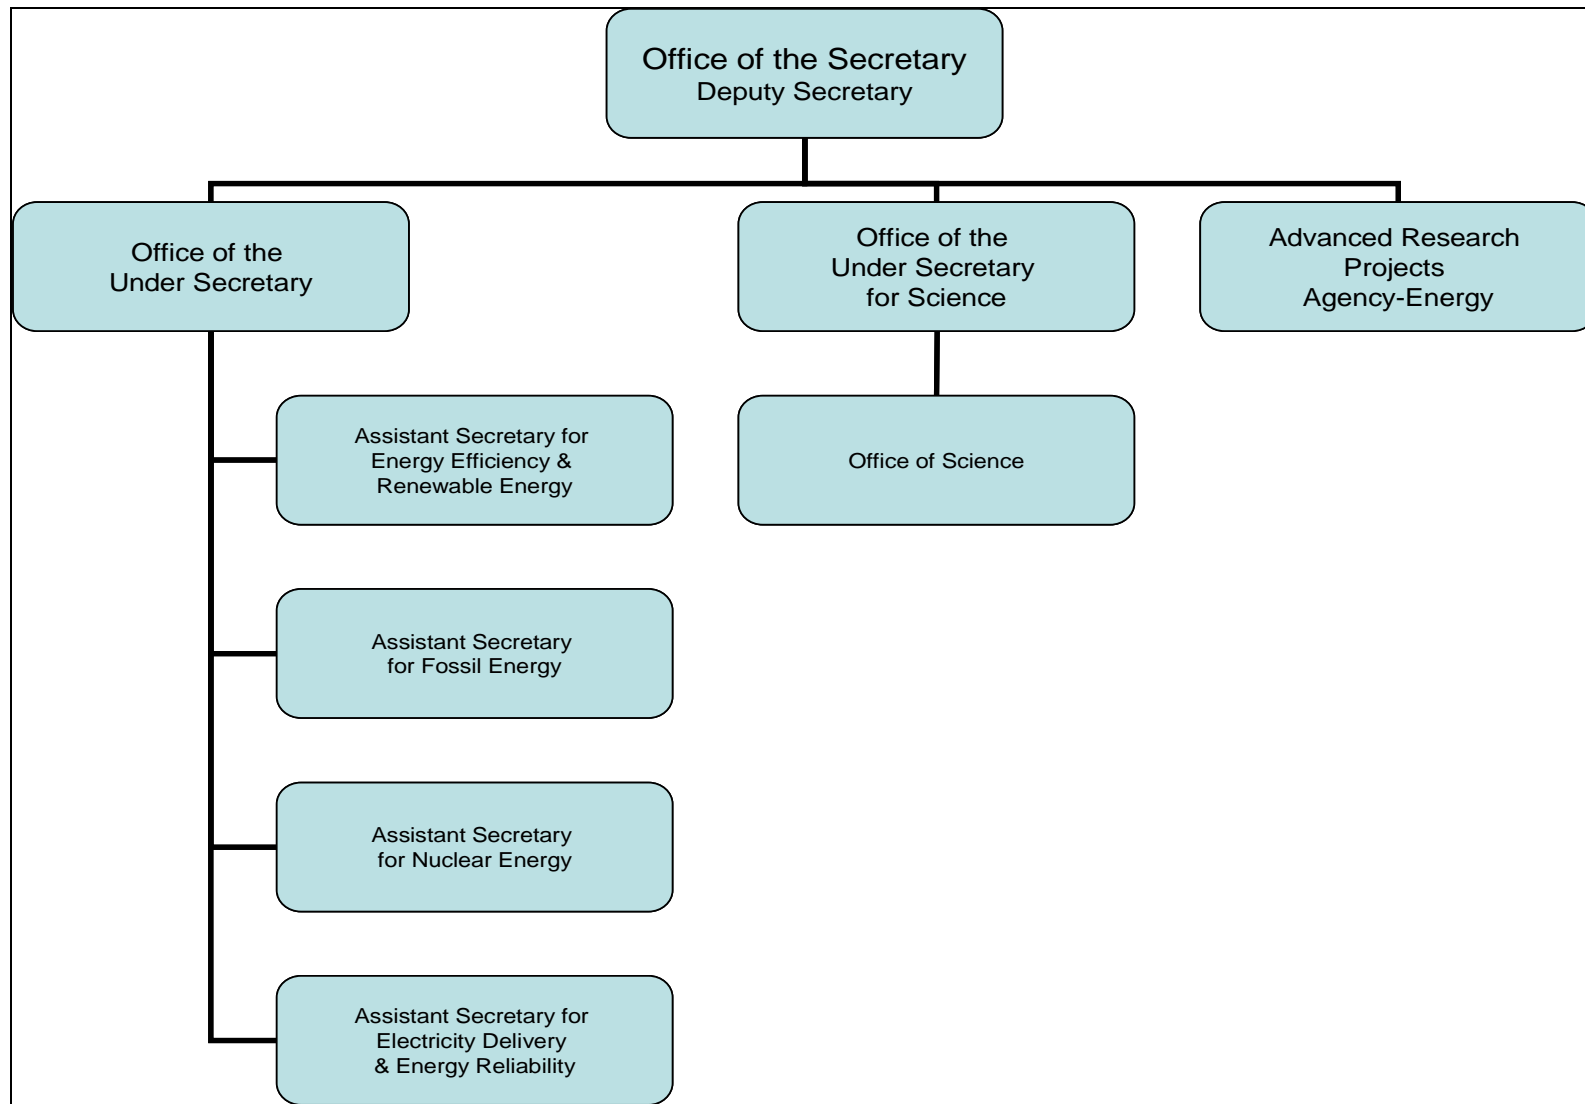 Office of the Secretary
Deputy Secretary
Office of the
Under Secretary
Office of the
Under Secretary
for Science
Advanced Research
Projects
Agency-Energy
Assistant Secretary for
Energy Efficiency &
Renewable Energy
Office of Science
Assistant Secretary
for Fossil Energy
Assistant Secretary
for Nuclear Energy
Assistant Secretary for
Electricity Delivery
& Energy Reliability